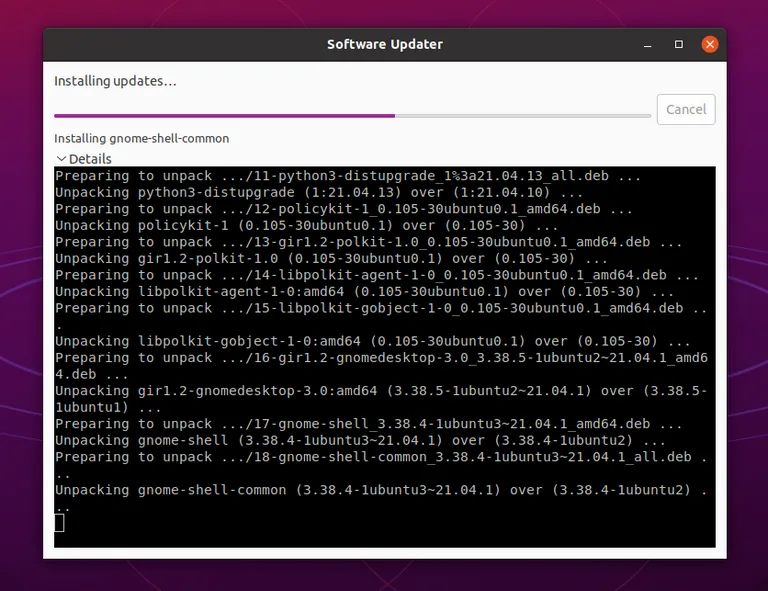 Software Updater
Installing updates…
Cancel
Installing gnome-shell-common
Details
Preparing to unpack .../11-python3-distupgrade_1%3a21.04.13_all.deb ...
Unpacking python3-distupgrade (1:21.04.13) over (1:21.04.10) ...
Preparing to unpack .../12-policykit-1_0.105-30ubuntu0.1_amd64.deb ...
Unpacking policykit-1 (0.105-30ubuntu0.1) over (0.105-30) ...
Preparing to unpack .../13-gir1.2-polkit-1.0_0.105-30ubuntu0.1_amd64.deb ...
Unpacking gir1.2-polkit-1.0 (0.105-30ubuntu0.1) over (0.105-30) ...
Preparing to unpack .../14-libpolkit-agent-1-0_0.105-30ubuntu0.1_amd64.deb ...
Unpacking libpolkit-agent-1-0:amd64 (0.105-30ubuntu0.1) over (0.105-30) ...
Preparing to unpack .../15-libpolkit-gobject-1-0_0.105-30ubuntu0.1_amd64.deb ..
.
Unpacking libpolkit-gobject-1-0:amd64 (0.105-30ubuntu0.1) over (0.105-30) ...
Preparing to unpack .../16-gir1.2-gnomedesktop-3.0_3.38.5-1ubuntu2~21.04.1_amd6
4.deb ...
Unpacking gir1.2-gnomedesktop-3.0:amd64 (3.38.5-1ubuntu2~21.04.1) over (3.38.5-
1ubuntu1) ...
Preparing to unpack .../17-gnome-shell_3.38.4-1ubuntu3~21.04.1_amd64.deb ...
Unpacking gnome-shell (3.38.4-1ubuntu3~21.04.1) over (3.38.4-1ubuntu2) ...
Preparing to unpack .../18-gnome-shell-common_3.38.4-1ubuntu3~21.04.1_all.deb .
..
Unpacking gnome-shell-common (3.38.4-1ubuntu3~21.04.1) over (3.38.4-1ubuntu2) .
..